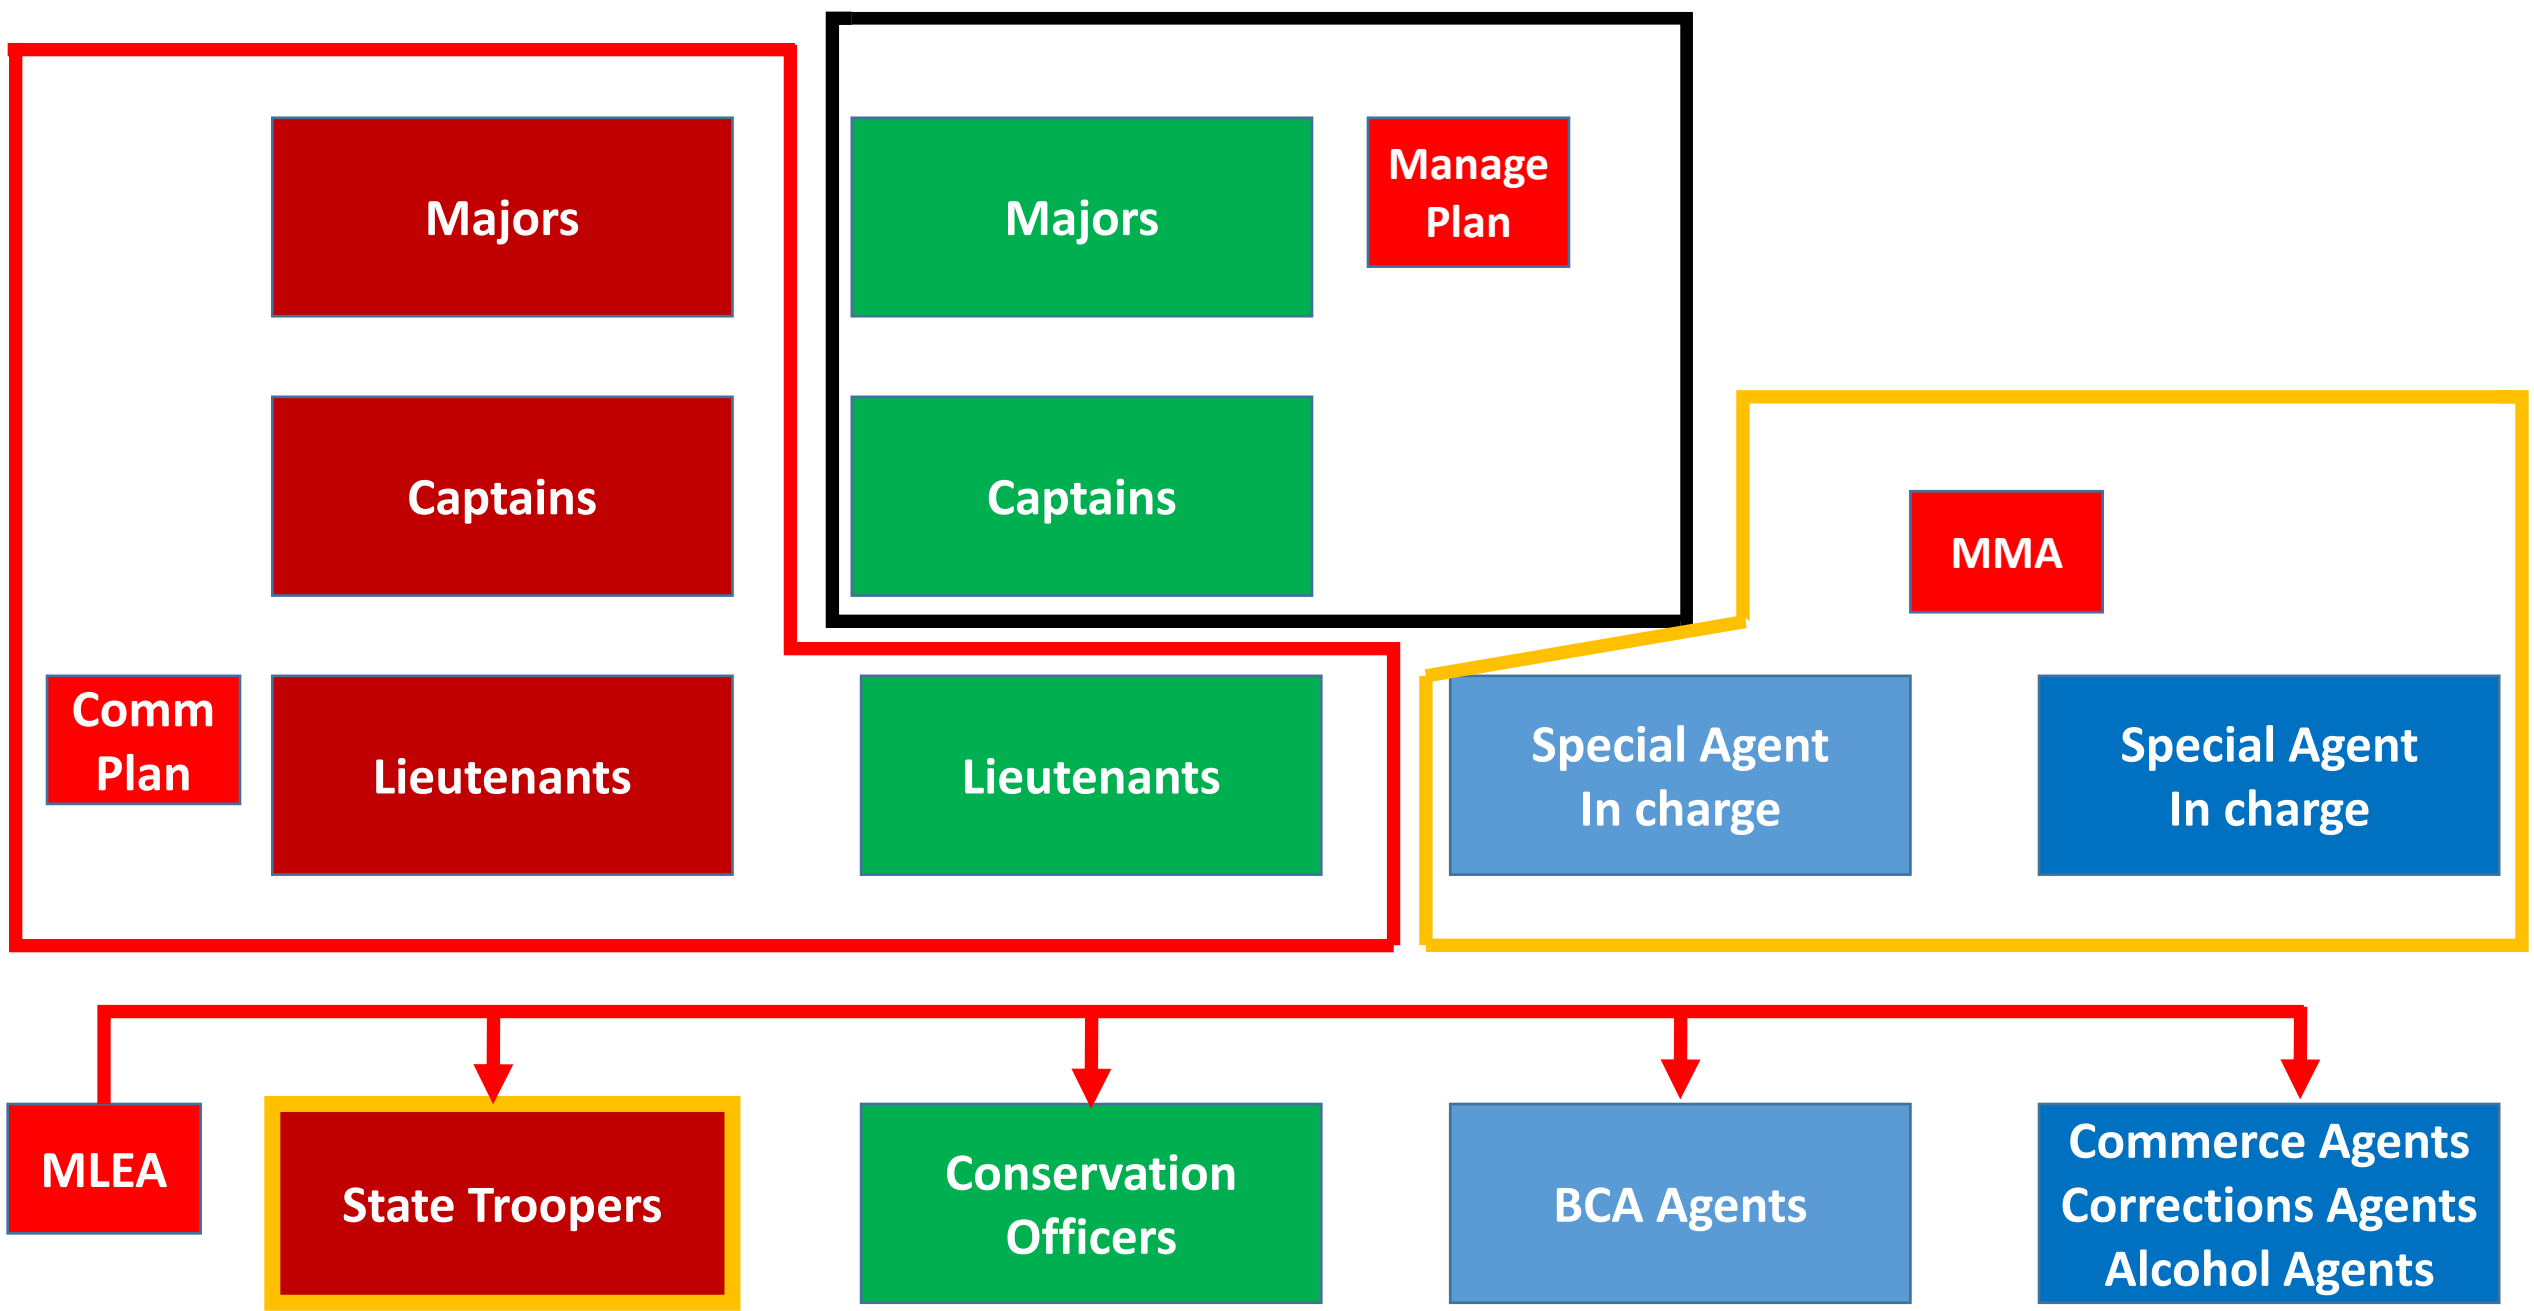 Majors
Majors
Manage
Plan
Captains
Captains
MMA
Comm
Plan
Lieutenants
Lieutenants
Special Agent
In charge
Special Agent
In charge
MLEA
State Troopers
Conservation
Officers
BCA Agents
Commerce Agents
Corrections Agents
Alcohol Agents